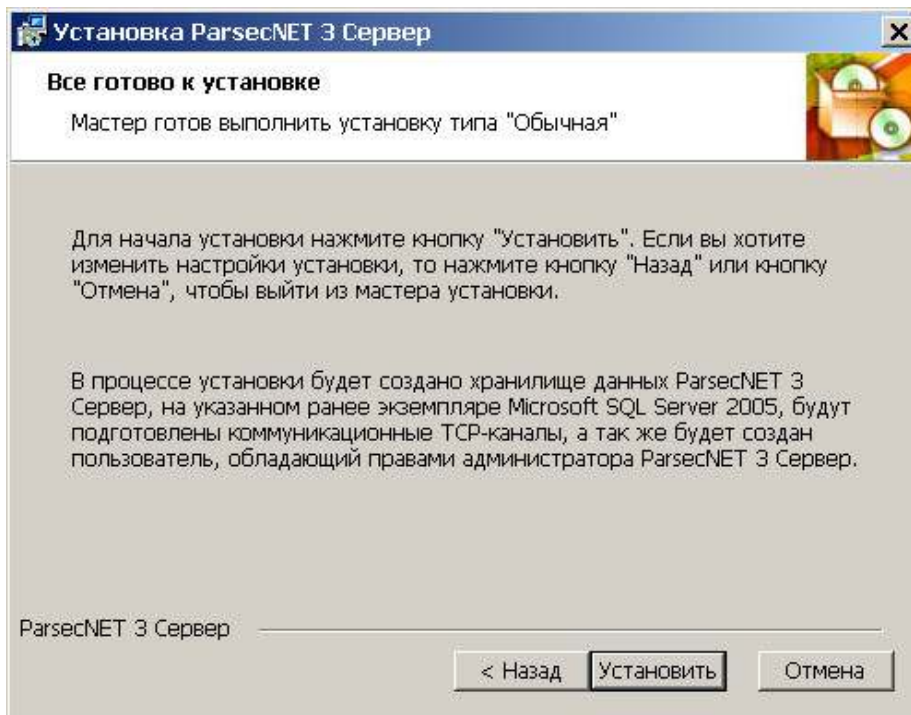 Установка ParsecNET 3 Сервер
Все готово к установке
Мастер готов выполнить установку типа "Обычная"
Для начала установки нажмите кнопку "Установить". Если вы хотите
изменить настройки установки, то нажмите кнопку "Назад" или кнопку
"Отмена", чтобы выйти из мастера установки.
В процессе установки будет создано хранилище данных ParsecNET 3
Сервер, на указанном ранее экземпляре Microsoft SQL Server 2005, будут
подготовлены коммуникационные TCP-каналы, а так же будет создан
пользователь, обладающий правами администратора ParsecNET 3 Сервер.
ParsecNET 3 Сервер
< Назад Установить Отмена